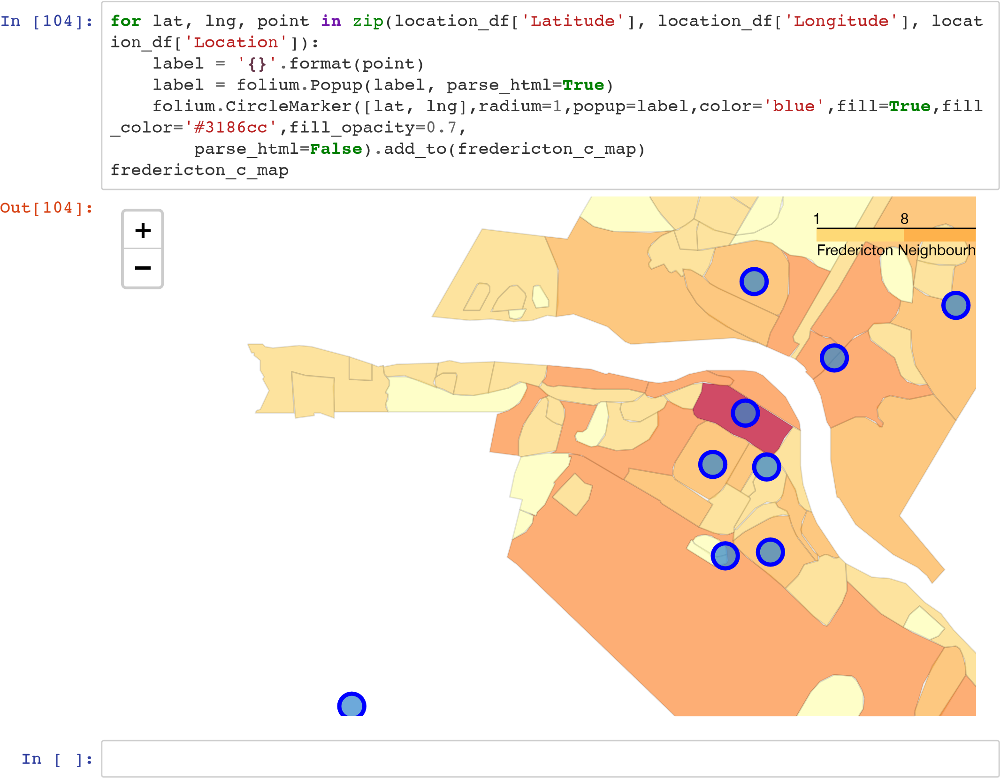 In [104]:
for lat, lng, point in zip(location_df['Latitude'], location_df['Longitude'], locat
ion_df['Location']):
    label = '{}'.format(point)
    label = folium.Popup(label, parse_html=True)
    folium.CircleMarker([lat, lng],radium=1,popup=label,color='blue',fill=True,fill
_color='#3186cc',fill_opacity=0.7,
        parse_html=False).add_to(fredericton_c_map)
fredericton_c_map
Out[104]:
+
−
1 8
Fredericton Neighbourh
In [ ]: